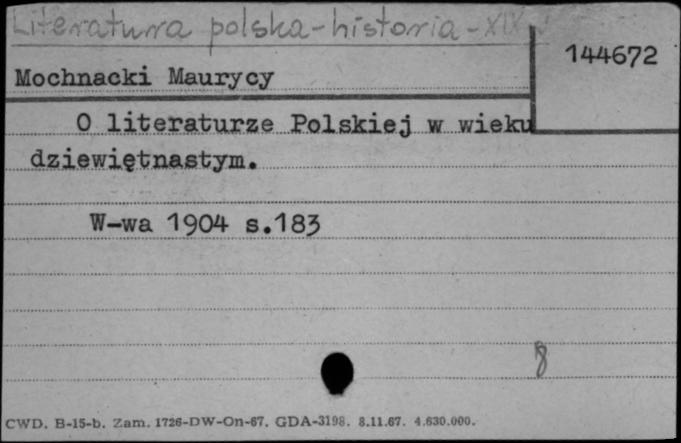 Literatura polska-historia-XIX
144672
Mochnacki Maurycy
O literaturze Polskiej w wieku
dziewiętnastym.
W-wa 1904 s.183
8
CWD. B-15-b. Zam. 1726-DW-On-67. GDA-3198. 8.11.67. 4.630.000.